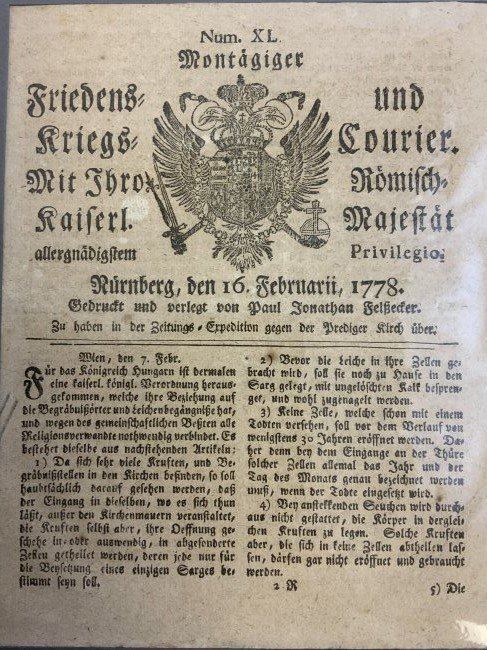 Num. XL.
Montägiger
Friedens- und
Kriegs- Courier.
Mit Ihro Römisch-
Kaiserl. Majestät
allergnädigstem Privilegio.
Nürnberg, den 16. Februarii, 1778.
Gedruckt und verlegt von Paul Jonathan Felßecker.
Zu haben in der Zeitungs-Expedition gegen der Prediger Kirch über.
Wien, den 7. Febr.
Für das Königreich Hungarn ist dermalen
eine kaiserl. königl. Verordnung heraus-
gekommen, welche ihre Beziehung auf
die Begräbnißörter und Leichenbegängniße hat,
und wegen des gemeinschaftlichen Beßten alle
Religionsverwandte nothwendig verbindet. Es
bestehet dieselbe aus nachstehenden Artikeln:
1) Da sich sehr viele Kruften, und Be-
gräbnißstellen in den Kirchen befinden, so soll
hauptsächlich darauf gesehen werden, daß
der Eingang in dieselben, wo es sich thun
läßt, außer den Kirchenmauern veranstaltet,
die Kruften selbst aber, ihre Oeffnung ge-
schehe in- oder auswendig, in abgesonderte
Zellen getheilet werden, deren jede nur für
die Beysetzung eines einzigen Sarges be-
stimmt seyn soll.
2) Bevor die Leiche in ihre Zellen ge-
bracht wird, soll sie noch zu Hause in den
Sarg gelegt, mit ungelöschten Kalk bespren-
get, und wohl zugenagelt werden.
3) Keine Zelle, welche schon mit einem
Todten versehen, soll vor dem Verlauf von
wenigstens 30 Jahren eröffnet werden. Da-
her denn bey dem Eingange an der Thüre
solcher Zellen allemal das Jahr und der
Tag des Monats genau bezeichnet werden
muß, wenn der Todte eingesetzt wird.
4) Bey ansteckenden Seuchen wird durch-
aus nicht gestattet, die Körper in derglei-
chen Kruften zu legen. Solche Kruften
aber, die sich in keine Zellen abtheilen las-
sen, dürfen gar nicht eröffnet und gebraucht
werden.
2 R 5) Die